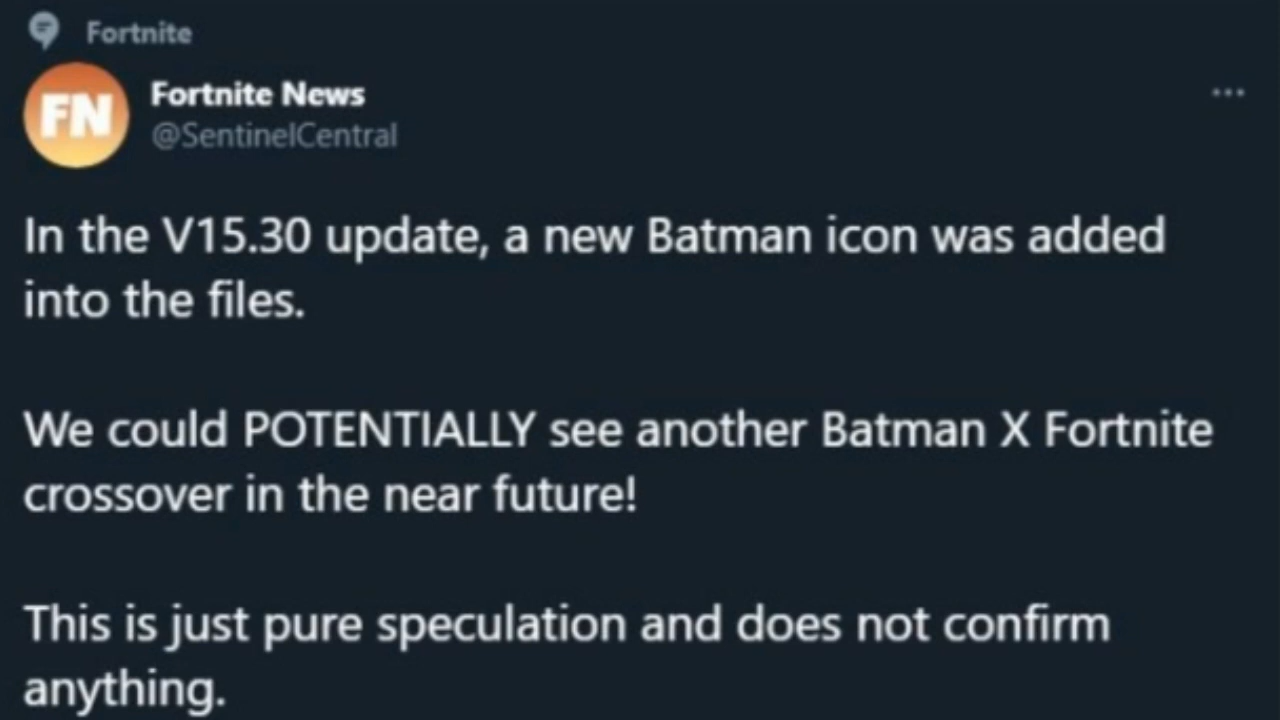 Fortnite
FN
Fortnite News
@SentinelCentral
In the V15.30 update, a new Batman icon was added
into the files.
We could POTENTIALLY see another Batman X Fortnite
crossover in the near future!
This is just pure speculation and does not confirm
anything.